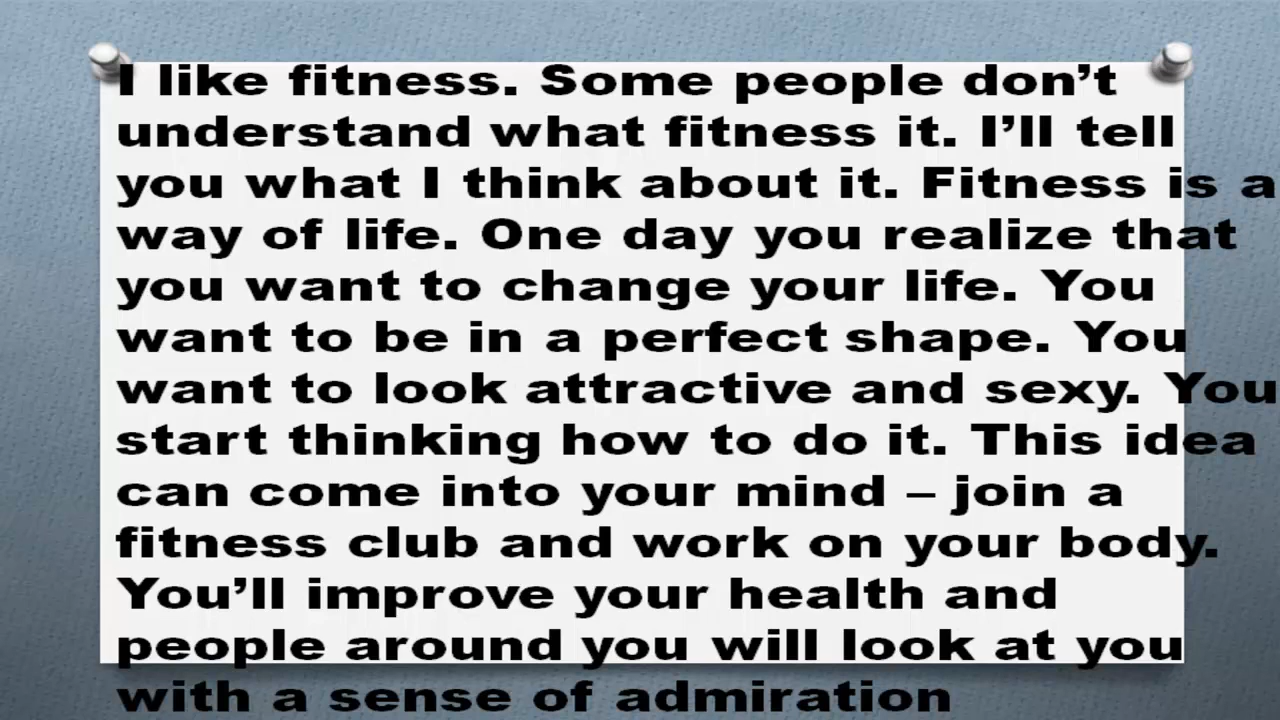 I like fitness. Some people don’t
understand what fitness it. I’ll tell
you what I think about it. Fitness is a
way of life. One day you realize that
you want to change your life. You
want to be in a perfect shape. You
want to look attractive and sexy. You
start thinking how to do it. This idea
can come into your mind – join a
fitness club and work on your body.
You’ll improve your health and
people around you will look at you
with a sense of admiration